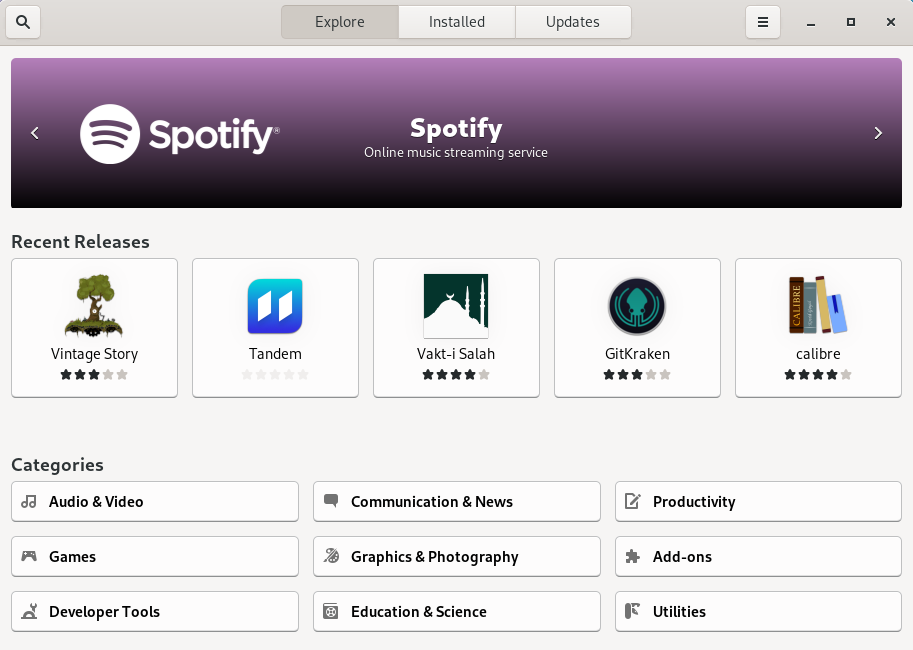 Explore
Installed
Updates
Spotify®
Spotify
Online music streaming service
Recent Releases
CALIBRE
Vintage Story
Tandem
Vakt-i Salah
GitKraken
calibre
Categories
Audio & Video
Communication & News
Productivity
Games
Graphics & Photography
Add-ons
Developer Tools
Education & Science
Utilities